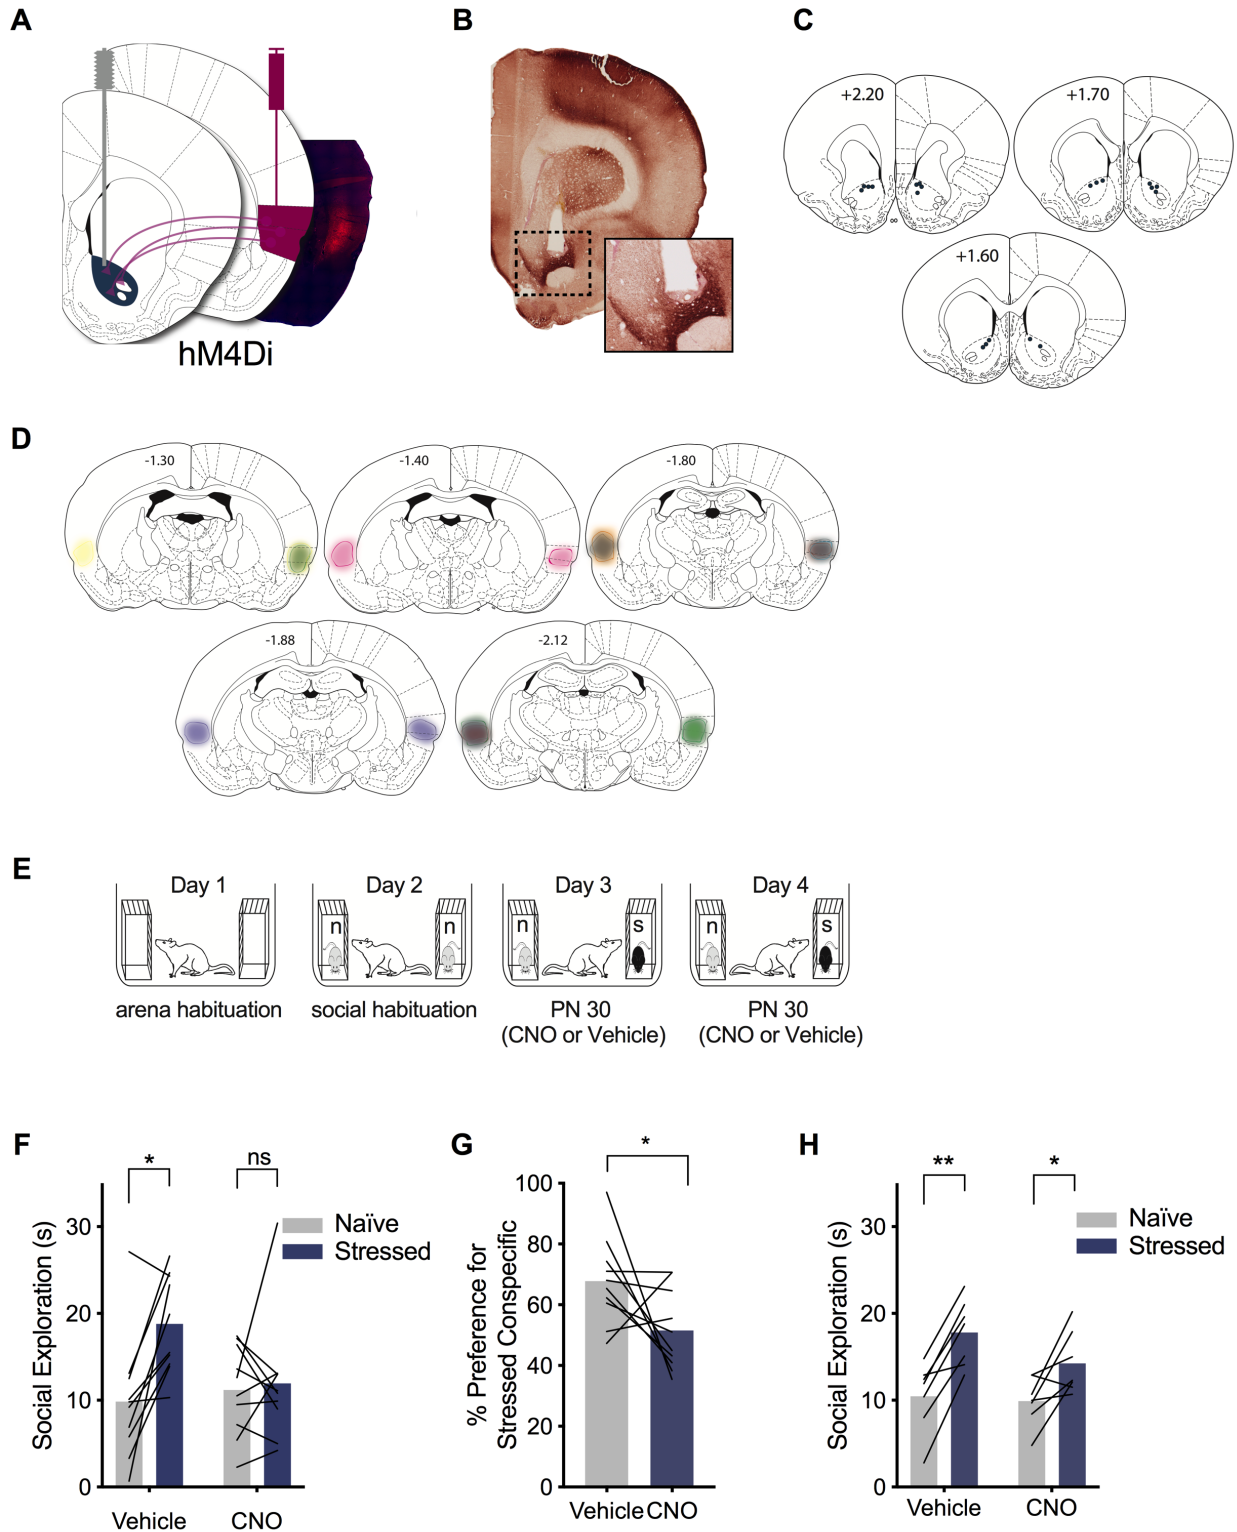 A
B
C
hM4Di
+2.20
+1.70
+1.60
D
-1.30
-1.40
-1.80
-1.88
-2.12
E
Day 1
Day 2
Day 3
Day 4
n
n
n
s
n
s
arena habituation
social habituation
PN 30
(CNO or Vehicle)
PN 30
(CNO or Vehicle)
F
*
ns
Naïve
Stressed
Social Exploration (s)
30
20
10
0
Vehicle
CNO
G
*
% Preference for
Stressed Conspecific
100
80
60
40
20
0
Vehicle
CNO
H
**
*
Naïve
Stressed
Social Exploration (s)
30
20
10
0
Vehicle
CNO